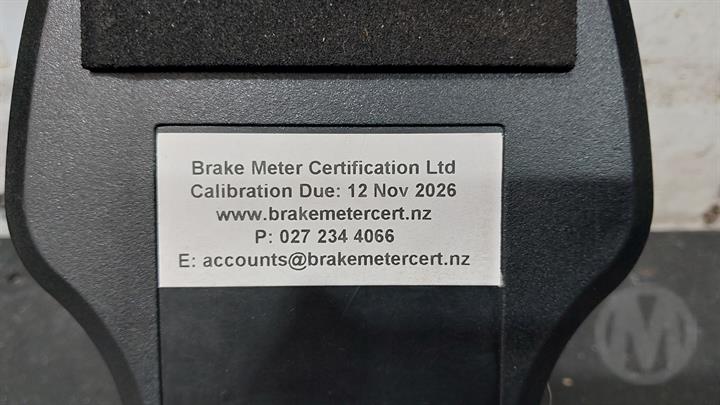 Brake Meter Certification Ltd
Calibration Due: 12 Nov 2026
www.brakemetercert.nz
P: 027 234 4066
E: accounts@brakemetercert.nz
M